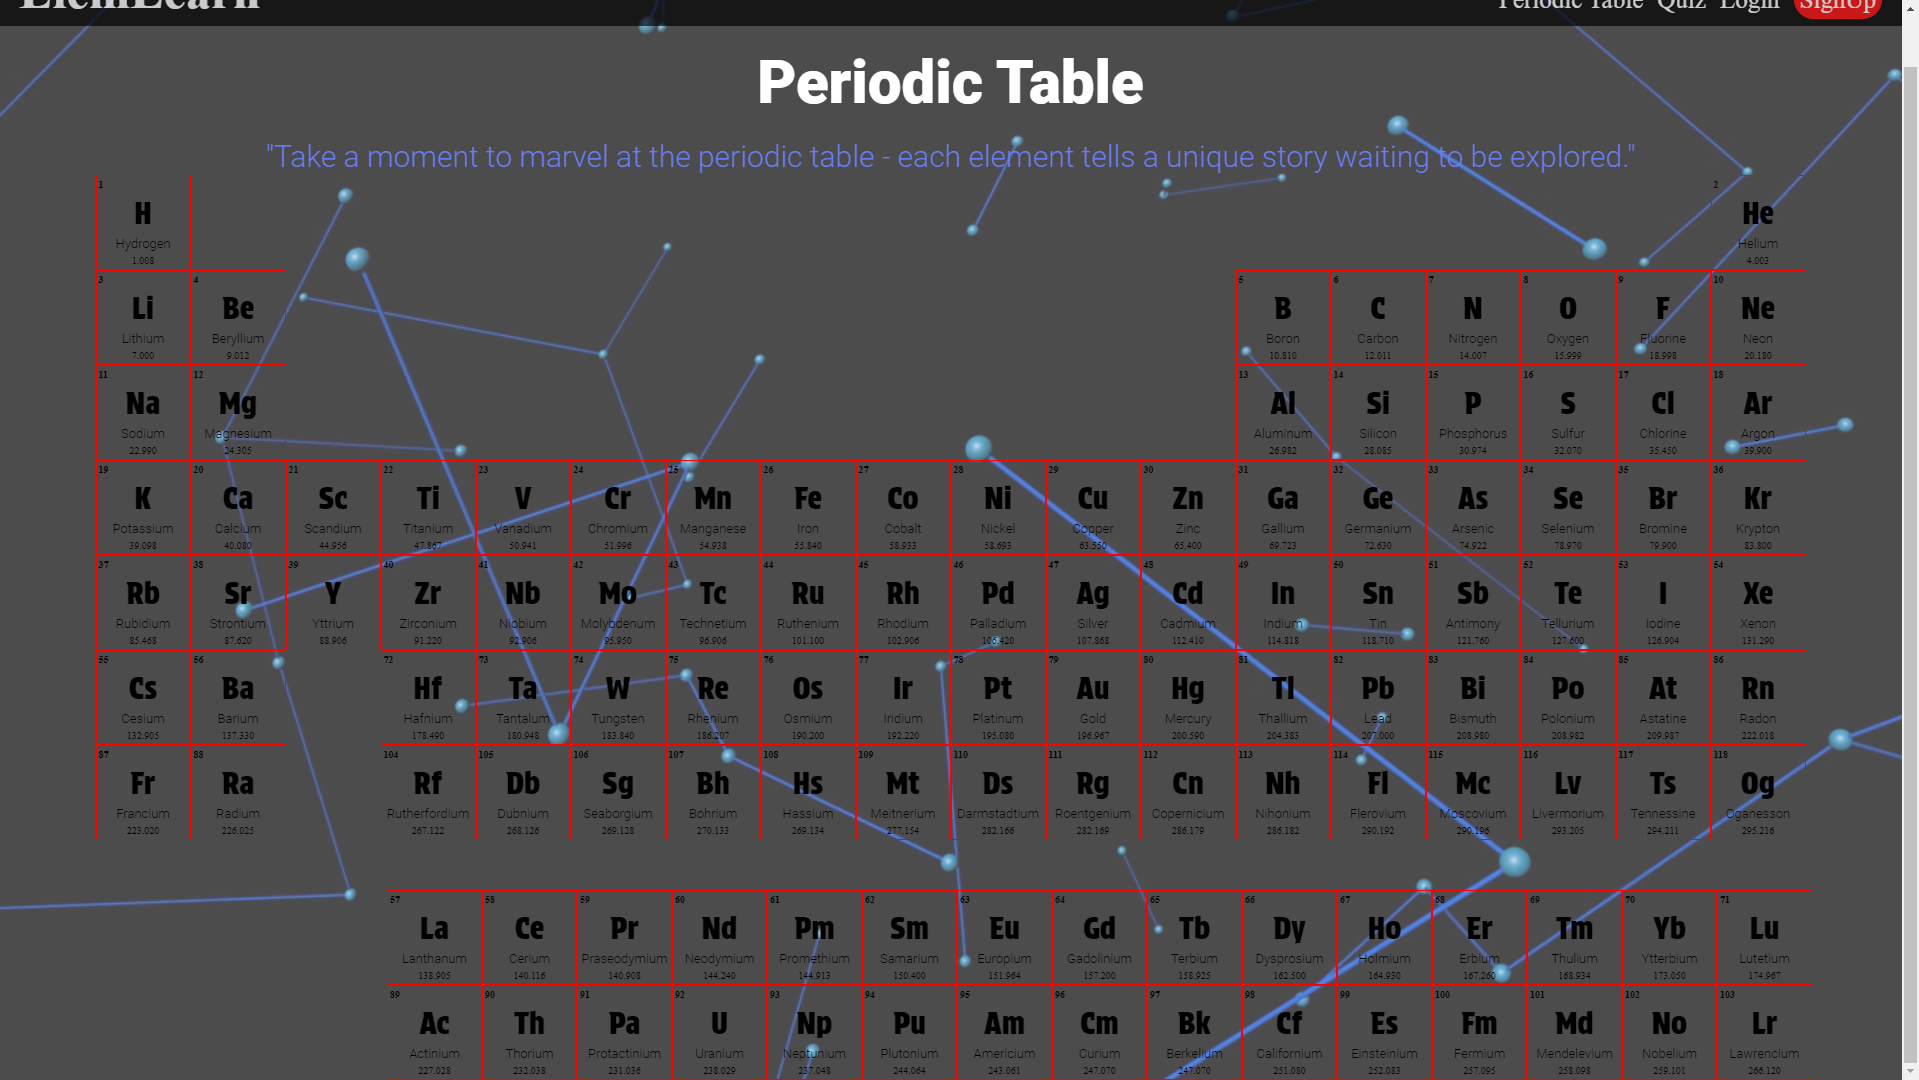 ElemLearn
Periodic Table Quiz Login SignUp
Periodic Table
"Take a moment to marvel at the periodic table - each element tells a unique story waiting to be explored."
1 2
H He
Hydrogen Helium
1.008 4.003
3 4 5 6 7 8 9 10
Li Be B C N O F Ne
Lithium Beryllium Boron Carbon Nitrogen Oxygen Fluorine Neon
7.000 9.012 10.810 12.011 14.007 15.999 18.998 20.180
11 12 13 14 15 16 17 18
Na Mg Al Si P S Cl Ar
Sodium Magnesium Aluminum Silicon Phosphorus Sulfur Chlorine Argon
22.990 24.305 26.982 28.085 30.974 32.070 35.450 39.900
19 20 21 22 23 24 25 26 27 28 29 30 31 32 33 34 35 36
K Ca Sc Ti V Cr Mn Fe Co Ni Cu Zn Ga Ge As Se Br Kr
Potassium Calcium Scandium Titanium Vanadium Chromium Manganese Iron Cobalt Nickel Copper Zinc Gallium Germanium Arsenic Selenium Bromine Krypton
39.098 40.080 44.956 47.867 50.941 51.996 54.938 55.840 58.933 58.693 63.550 65.400 69.723 72.630 74.922 78.970 79.900 83.800
37 38 39 40 41 42 43 44 45 46 47 48 49 50 51 52 53 54
Rb Sr Y Zr Nb Mo Tc Ru Rh Pd Ag Cd In Sn Sb Te I Xe
Rubidium Strontium Yttrium Zirconium Niobium Molybdenum Technetium Ruthenium Rhodium Palladium Silver Cadmium Indium Tin Antimony Tellurium Iodine Xenon
85.468 87.620 88.906 91.220 92.906 95.950 96.906 101.100 102.906 106.420 107.868 112.410 114.818 118.710 121.760 127.600 126.904 131.290
55 56 72 73 74 75 76 77 78 79 80 81 82 83 84 85 86
Cs Ba Hf Ta W Re Os Ir Pt Au Hg Tl Pb Bi Po At Rn
Cesium Barium Hafnium Tantalum Tungsten Rhenium Osmium Iridium Platinum Gold Mercury Thallium Lead Bismuth Polonium Astatine Radon
132.905 137.330 178.490 180.948 183.840 186.207 190.200 192.220 195.080 196.967 200.590 204.383 207.000 208.980 208.982 209.987 222.018
87 88 104 105 106 107 108 109 110 111 112 113 114 115 116 117 118
Fr Ra Rf Db Sg Bh Hs Mt Ds Rg Cn Nh Fl Mc Lv Ts Og
Francium Radium Rutherfordium Dubnium Seaborgium Bohrium Hassium Meitnerium Darmstadtium Roentgenium Copernicium Nihonium Flerovium Moscovium Livermorium Tennessine Oganesson
223.020 226.025 267.122 268.126 269.128 270.133 269.134 277.154 282.166 282.169 286.179 286.182 290.192 290.196 293.205 294.211 295.216
57 58 59 60 61 62 63 64 65 66 67 68 69 70 71
La Ce Pr Nd Pm Sm Eu Gd Tb Dy Ho Er Tm Yb Lu
Lanthanum Cerium Praseodymium Neodymium Promethium Samarium Europium Gadolinium Terbium Dysprosium Holmium Erbium Thulium Ytterbium Lutetium
138.905 140.116 140.908 144.240 144.913 150.400 151.964 157.200 158.925 162.500 164.930 167.260 168.934 173.050 174.967
89 90 91 92 93 94 95 96 97 98 99 100 101 102 103
Ac Th Pa U Np Pu Am Cm Bk Cf Es Fm Md No Lr
Actinium Thorium Protactinium Uranium Neptunium Plutonium Americium Curium Berkelium Californium Einsteinium Fermium Mendelevium Nobelium Lawrencium
227.028 232.038 231.036 238.029 237.048 244.064 243.061 247.070 247.070 251.080 252.083 257.095 258.098 259.101 266.120